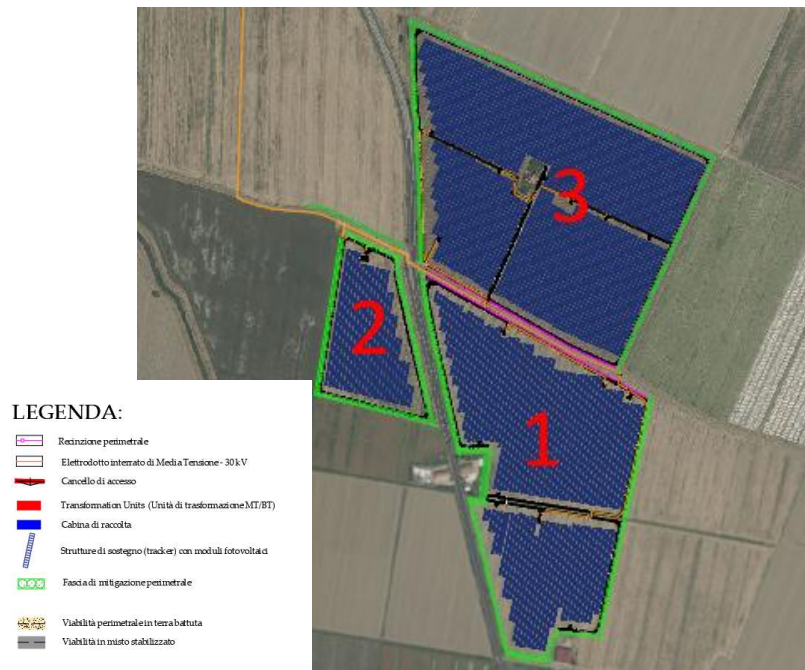 3
2
1
LEGENDA:
Recinzione perimetrale
Elettrodotto interrato di Media Tensione - 30 kV
Cancello di accesso
Transformation Units (Unità di trasformazione MT/BT)
Cabina di raccolta
Strutture di sostegno (tracker) con moduli fotovoltaici
Fascia di mitigazione perimetrale
Viabilità perimetrale in terra battuta
Viabilità in misto stabilizzato